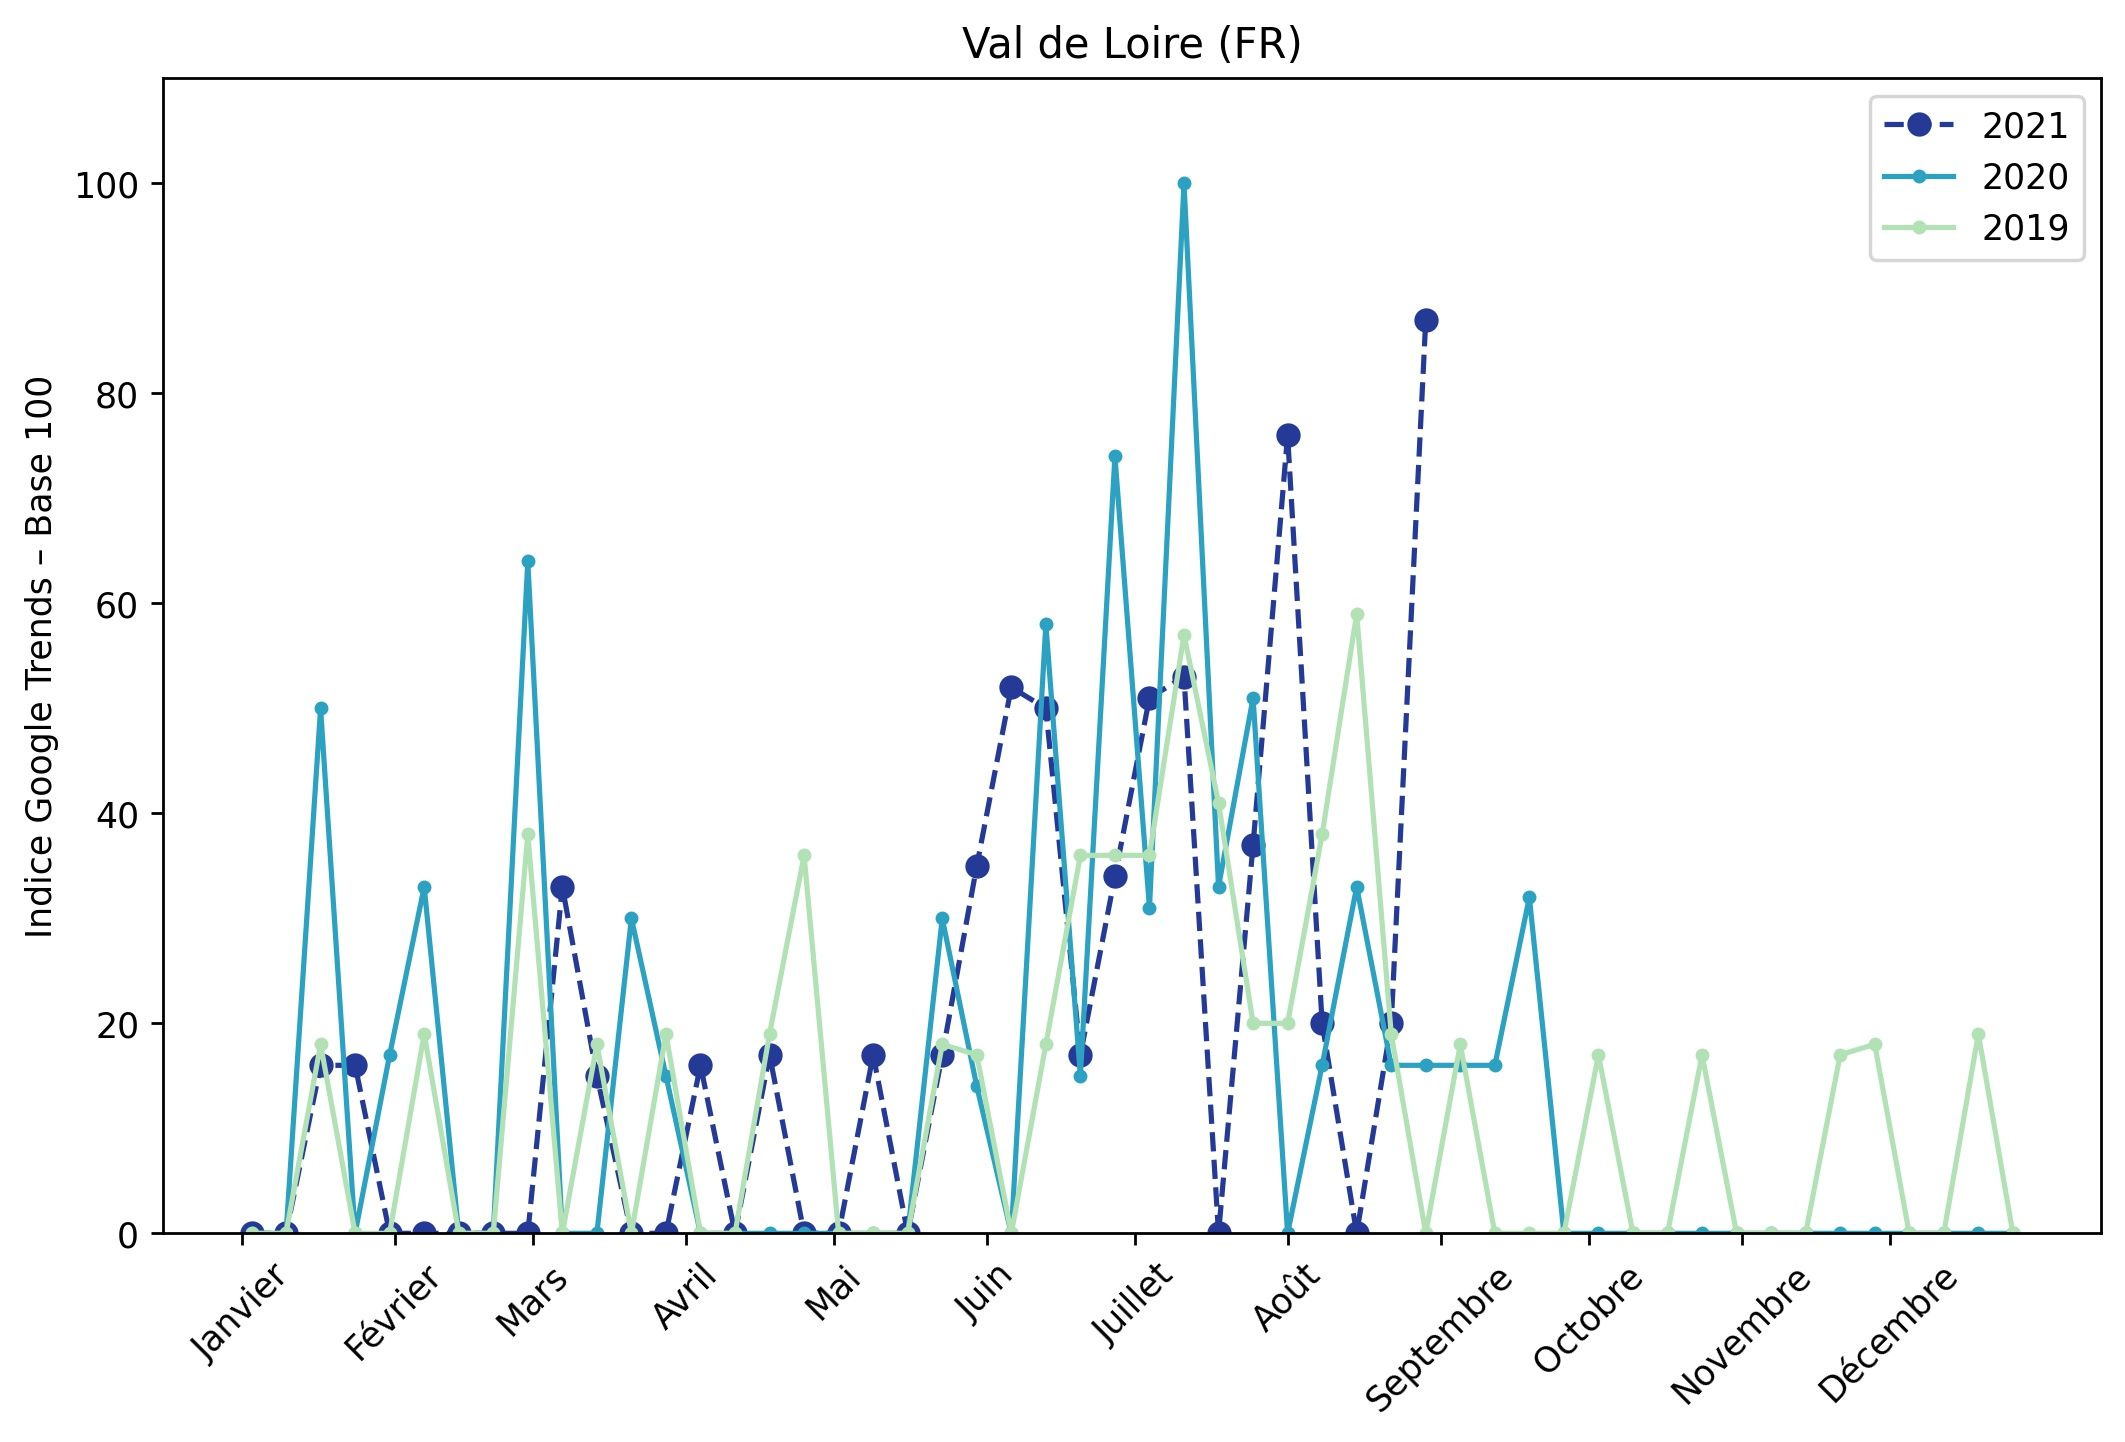 Val de Loire (FR)
2021
2020
2019
Indice Google Trends – Base 100
100
80
60
40
20
0
Janvier
Février
Mars
Avril
Mai
Juin
Juillet
Août
Septembre
Octobre
Novembre
Décembre